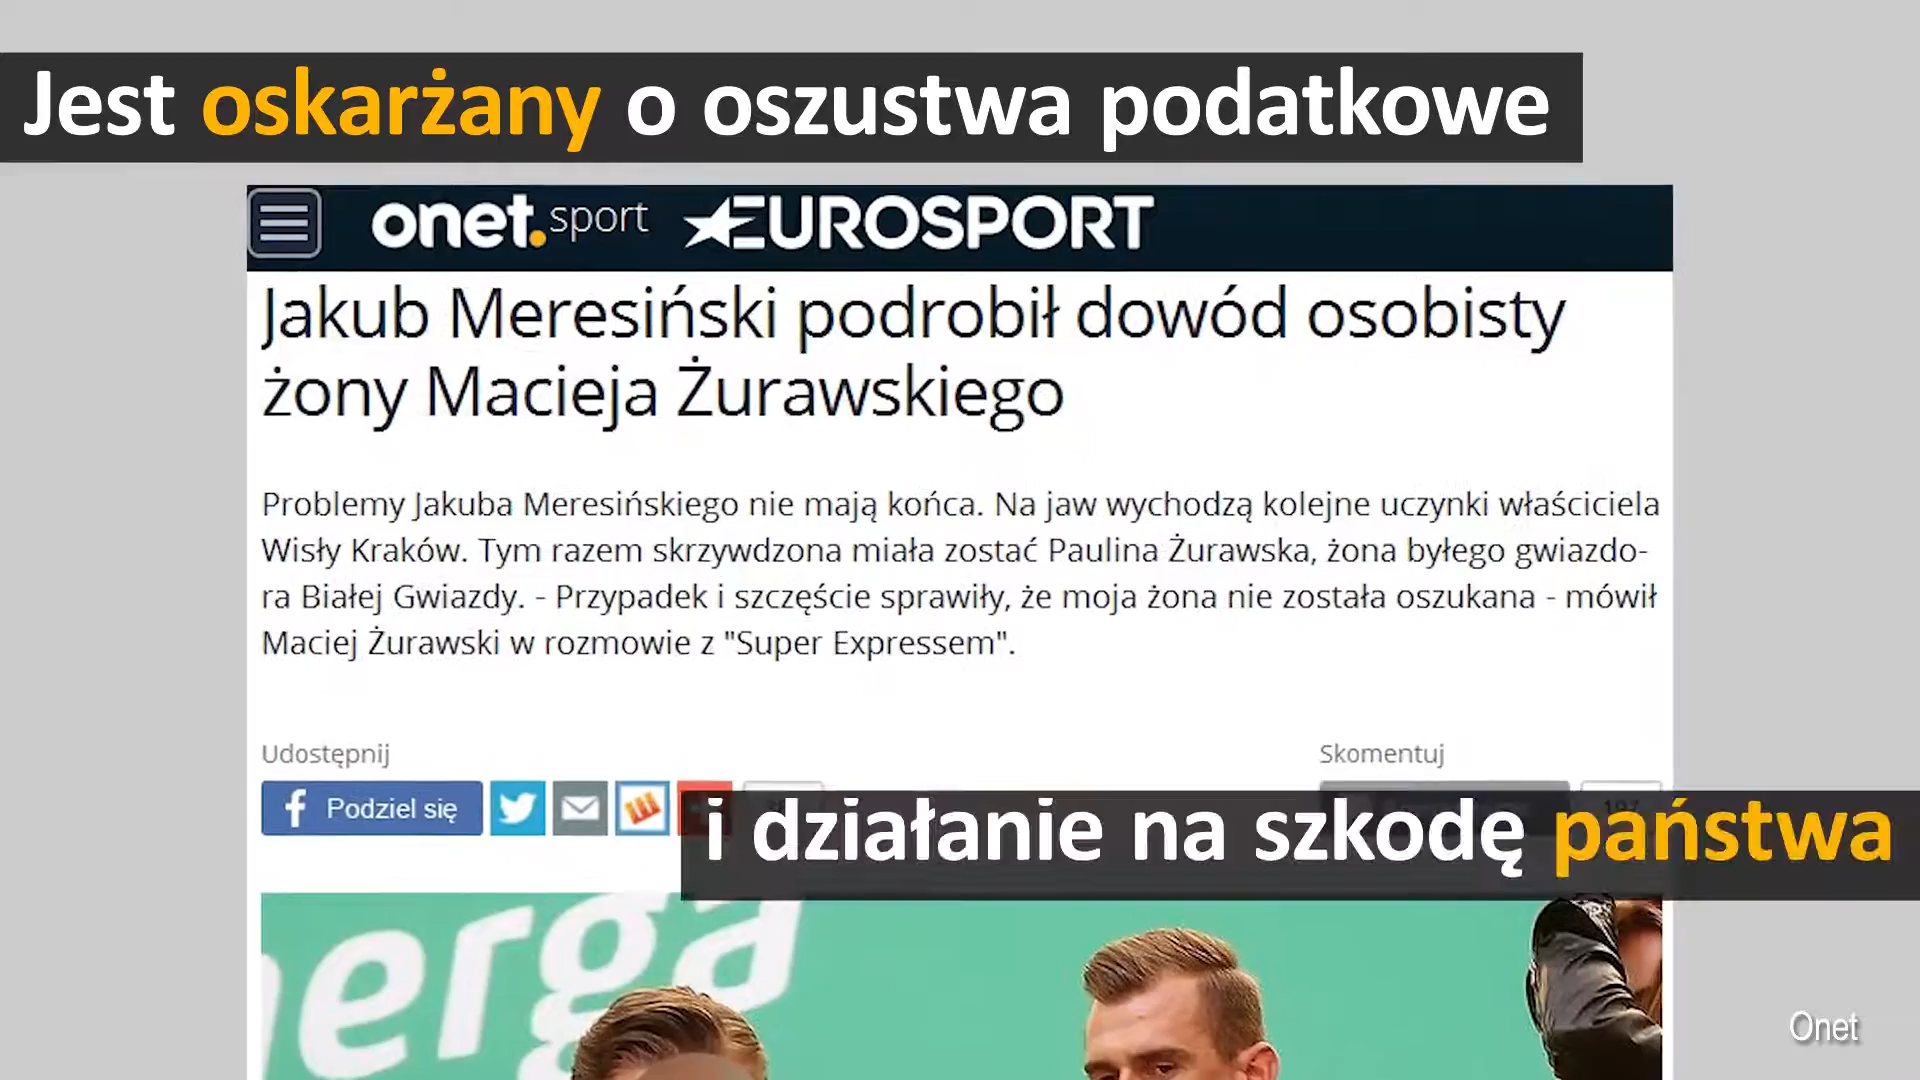 Jest oskarżany o oszustwa podatkowe
onet.sport EUROSPORT
Jakub Meresiński podrobił dowód osobisty
żony Macieja Żurawskiego
Problemy Jakuba Meresińskiego nie mają końca. Na jaw wychodzą kolejne uczynki właściciela
Wisły Kraków. Tym razem skrzywdzona miała zostać Paulina Żurawska, żona byłego gwiazdo-
ra Białej Gwiazdy. - Przypadek i szczęście sprawiły, że moja żona nie została oszukana - mówił
Maciej Żurawski w rozmowie z "Super Expressem".
Udostępnij
Skomentuj
Podziel się
i działanie na szkodę państwa
nerga
Onet